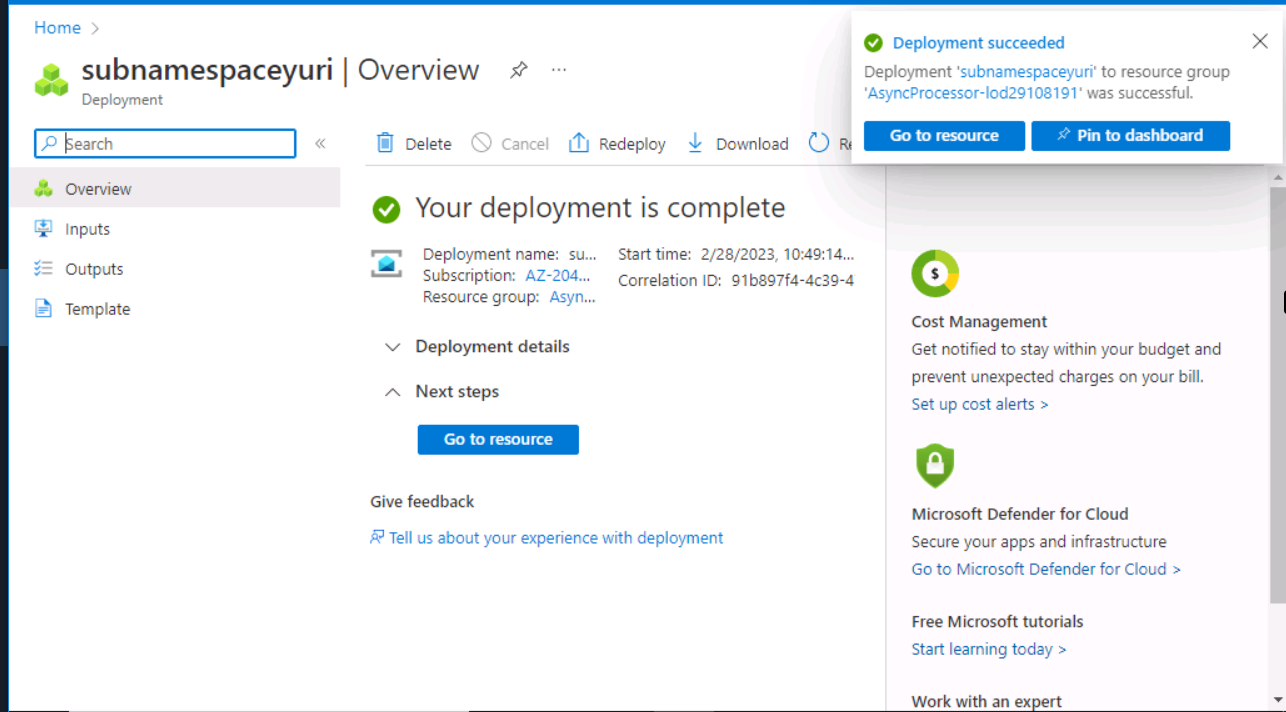 Home
subnamespaceyuri | Overview
Deployment
Search
Overview
Inputs
Outputs
Template
Delete
Cancel
Redeploy
Download
Your deployment is complete
Deployment name: su...
Subscription: AZ-204...
Resource group: Asyn...
Start time: 2/28/2023, 10:49:14...
Correlation ID: 91b897f4-4c39-4
Deployment details
Next steps
Go to resource
Give feedback
Tell us about your experience with deployment
Deployment succeeded
Deployment 'subnamespaceyuri' to resource group
'AsyncProcessor-lod29108191' was successful.
Go to resource
Pin to dashboard
Cost Management
Get notified to stay within your budget and
prevent unexpected charges on your bill.
Set up cost alerts >
Microsoft Defender for Cloud
Secure your apps and infrastructure
Go to Microsoft Defender for Cloud >
Free Microsoft tutorials
Start learning today >
Work with an expert